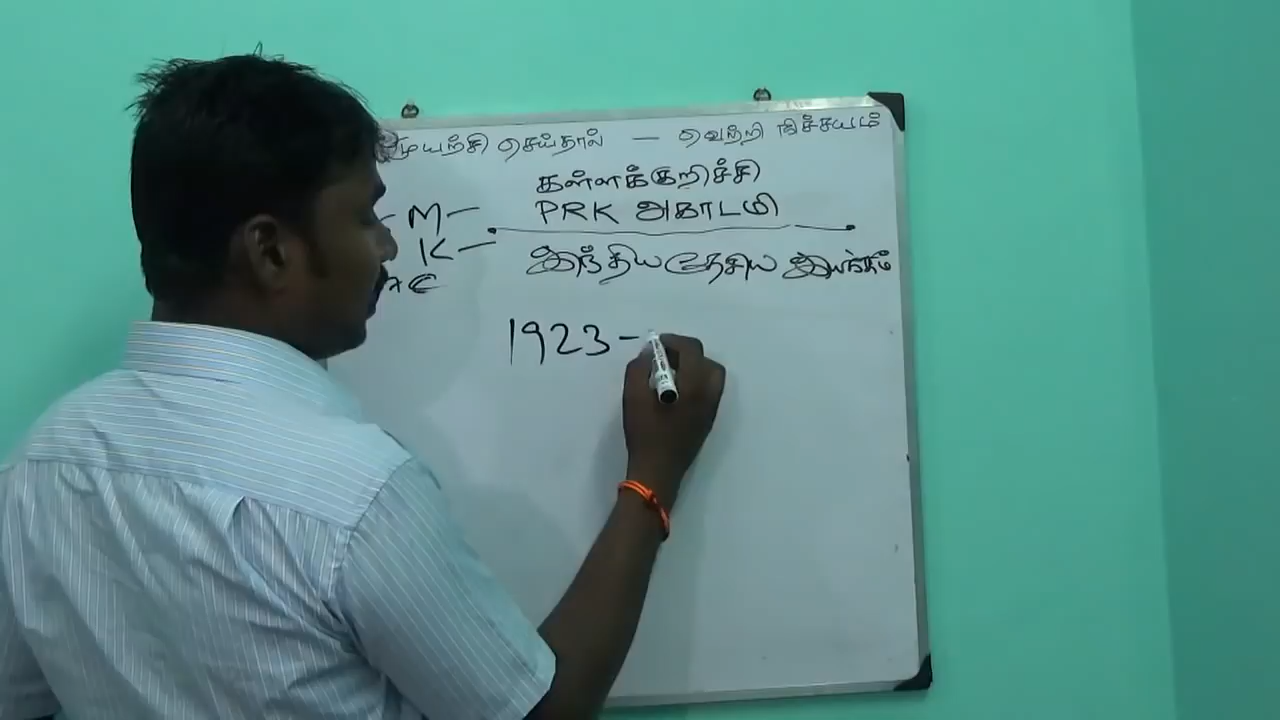 முயற்சி செய்தால் — வெற்றி நிச்சயம்
கள்ளக்குறிச்சி
PRK அகாடமி
- M -
K -
இந்திய தேசிய இயக்கம்
1923 -